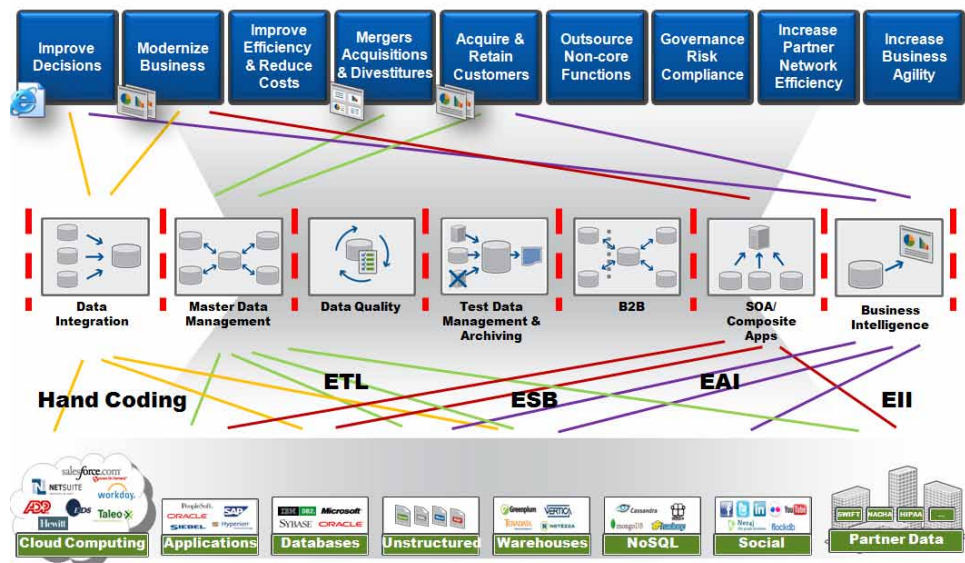 Improve
Decisions
Modernize
Business
Improve
Efficiency
& Reduce
Costs
Mergers
Acquisitions
& Divestitures
Acquire &
Retain
Customers
Outsource
Non-core
Functions
Governance
Risk
Compliance
Increase
Partner
Network
Efficiency
Increase
Business
Agility
Data
Integration
Master Data
Management
Data Quality
Test Data
Management &
Archiving
B2B
SOA/
Composite
Apps
Business
Intelligence
Hand Coding
ETL
ESB
EAI
EII
salesforce.com
NETSUITE
workday.
ADP
Taleo
Hewitt
Cloud Computing
PeopleSoft.
ORACLE
SAP
SIEBEL
Hyperion
Applications
IBM DB2
Microsoft
SYBASE
ORACLE
Databases
Unstructured
Greenplum
VERTICA
TERADATA
NETEZZA
Warehouses
Cassandra
mongoDB
NoSQL
You Tube
Neo4j
flockdb
Social
SWIFT
NACHA
HIPAA
...
Partner Data